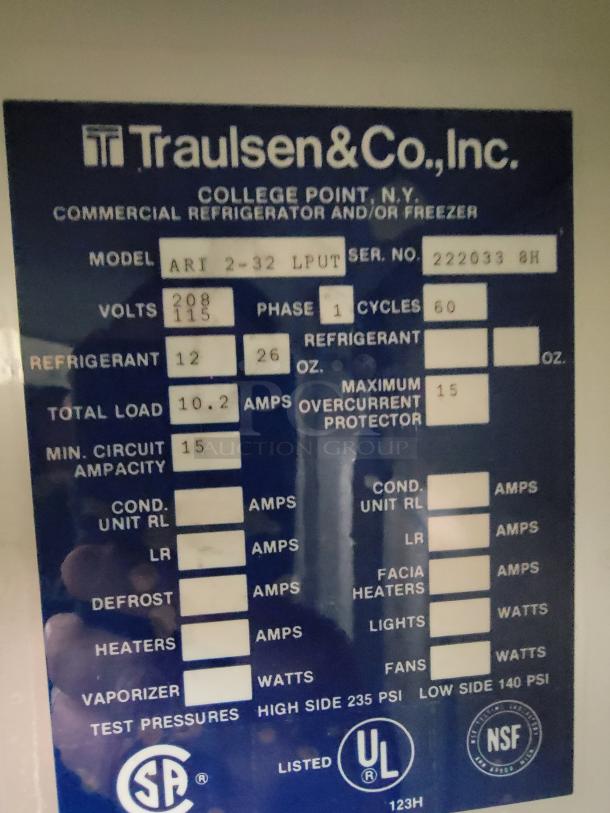 Traulsen&Co.,Inc.
COLLEGE POINT, N.Y.
COMMERCIAL REFRIGERATOR AND/OR FREEZER
MODEL ARI 2-32 LPUT SER. NO. 222033 8H
VOLTS 208 115 PHASE 1 CYCLES 60
REFRIGERANT 12 26 OZ. REFRIGERANT OZ.
TOTAL LOAD 10.2 AMPS MAXIMUM OVERCURRENT PROTECTOR 15
MIN. CIRCUIT AMPACITY 15
PCI AUCTION GROUP
COND. UNIT RL AMPS COND. UNIT RL AMPS
LR AMPS LR AMPS
DEFROST AMPS FACIA HEATERS AMPS
HEATERS AMPS LIGHTS WATTS
VAPORIZER WATTS FANS WATTS
TEST PRESSURES HIGH SIDE 235 PSI LOW SIDE 140 PSI
SA ® LISTED UL ® NSF
123H